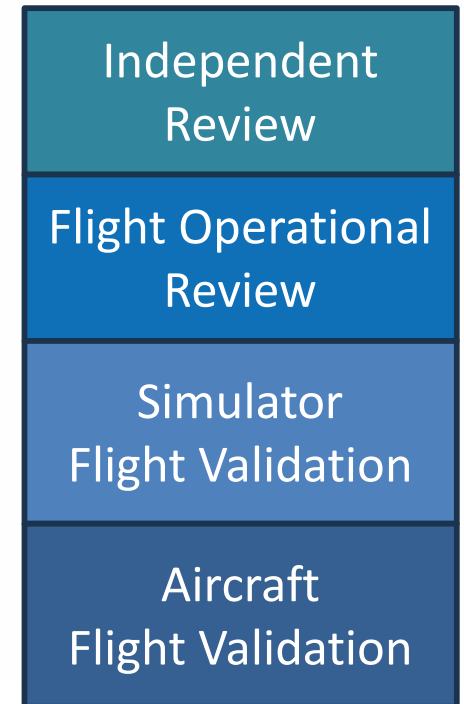 Independent
Review
Flight Operational
Review
Simulator
Flight Validation
Aircraft
Flight Validation